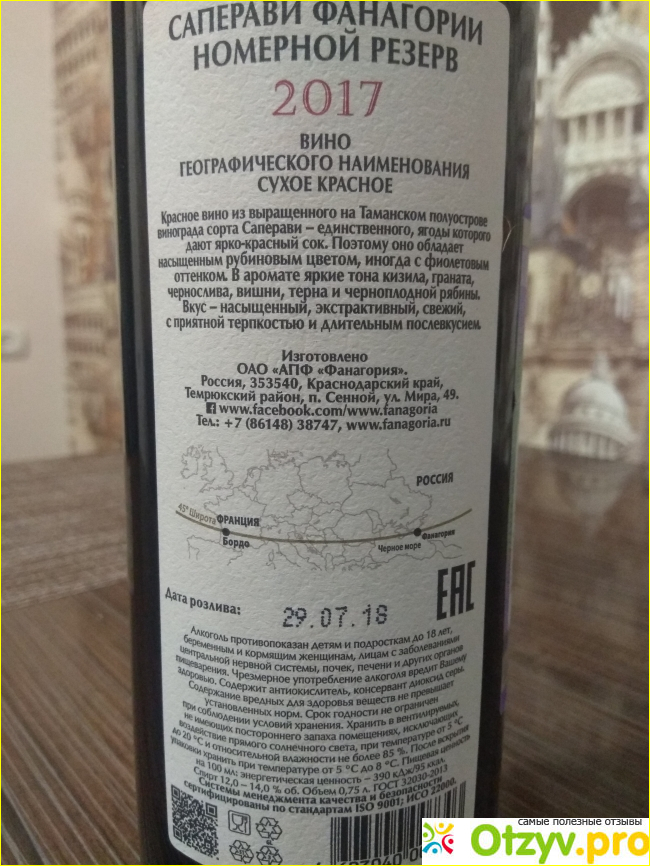 САПЕРАВИ ФАНАГОРИИ
НОМЕРНОЙ РЕЗЕРВ
2017
ВИНО
ГЕОГРАФИЧЕСКОГО НАИМЕНОВАНИЯ
СУХОЕ КРАСНОЕ
Красное вино из выращенного на Таманском полуострове
винограда сорта Саперави – единственного, ягоды которого
дают ярко-красный сок. Поэтому оно обладает
насыщенным рубиновым цветом, иногда с фиолетовым
оттенком. В аромате яркие тона кизила, граната,
чернослива, вишни, терна и черноплодной рябины.
Вкус – насыщенный, экстрактивный, свежий,
с приятной терпкостью и длительным послевкусием.
Изготовлено
ОАО «АПФ «Фанагория».
Россия, 353540, Краснодарский край,
Темрюкский район, п. Сенной, ул. Мира, 49.
www.facebook.com/www.fanagoria
Тел.: +7 (86148) 38747, www.fanagoria.ru
РОССИЯ
45° Широта
ФРАНЦИЯ
Бордо
Фанагория
Черное море
Дата розлива:
29.07.18
EAC
Алкоголь противопоказан детям и подросткам до 18 лет,
беременным и кормящим женщинам, лицам с заболеваниями
центральной нервной системы, почек, печени и других органов
пищеварения. Чрезмерное употребление алкоголя вредит Вашему
здоровью. Содержит антиокислитель, консервант диоксид серы.
Содержание вредных для здоровья веществ не превышает
установленных норм. Срок годности не ограничен
при соблюдении условий хранения. Хранить в вентилируемых,
не имеющих постороннего запаха помещениях, исключающих
воздействие прямого солнечного света, при температуре от 5 °C
до 20 °C и относительной влажности не более 85 %. После вскрытия
упаковки хранить при температуре от 5 °C до 8 °C. Пищевая ценность
на 100 мл: энергетическая ценность – 390 кДж/95 ккал.
Спирт 12,0 – 14,0 % об. Объем 0,75 л. ГОСТ 32030-2013
Системы менеджмента качества и безопасности
сертифицированы по стандартам ISO 9001; ИСО 22000.
самые полезные отзывы
Otzyv.pro